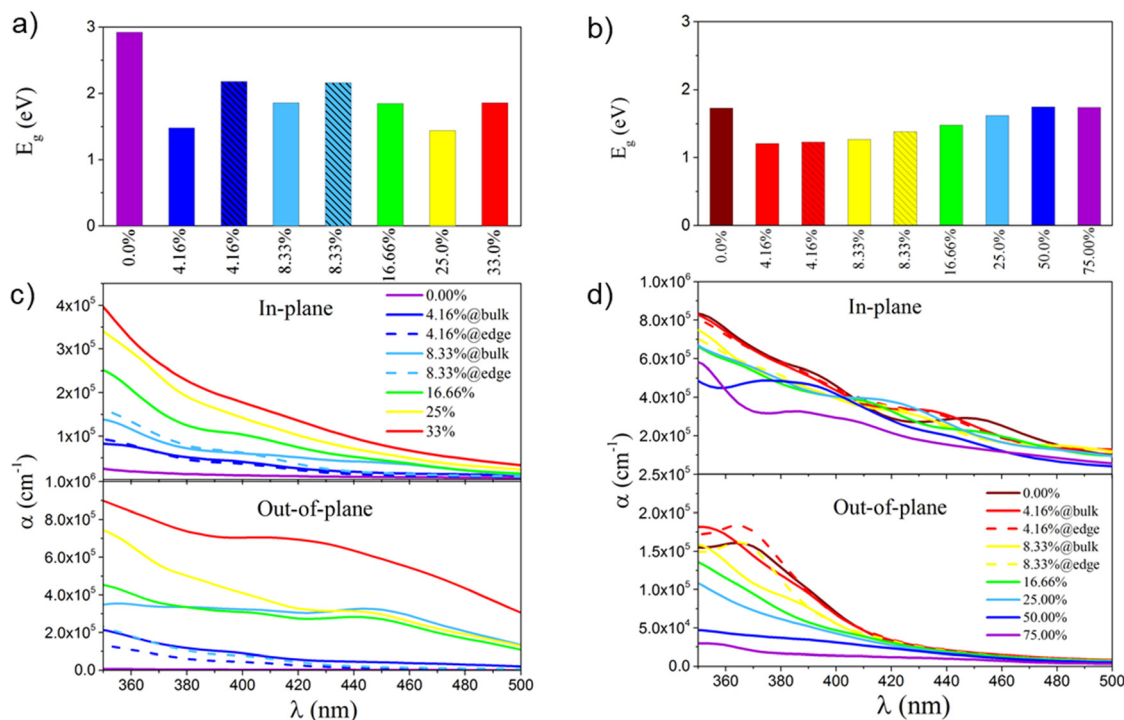 a)
3
2
1
0
E_g (eV)
0.0%
4.16%
4.16%
8.33%
8.33%
16.66%
25.0%
33.0%
b)
3
2
1
0
E_g (eV)
0.0%
4.16%
4.16%
8.33%
8.33%
16.66%
25.0%
50.0%
75.00%
c)
In-plane
4x10^5
3x10^5
2x10^5
1x10^5
0.00%
4.16%@bulk
4.16%@edge
8.33%@bulk
8.33%@edge
16.66%
25%
33%
α (cm^-1)
Out-of-plane
1.0x10^6
8.0x10^5
6.0x10^5
4.0x10^5
2.0x10^5
0.0
360
400
420
440
460
480
500
λ (nm)
d)
In-plane
1.0x10^6
8.0x10^5
6.0x10^5
4.0x10^5
2.0x10^5
α (cm^-1)
Out-of-plane
2.5x10^5
2.0x10^5
1.5x10^5
1.0x10^5
5.0x10^4
0.0
0.00%
4.16%@bulk
4.16%@edge
8.33%@bulk
8.33%@edge
16.66%
25.00%
50.00%
75.00%
360
380
400
420
440
460
480
500
λ (nm)